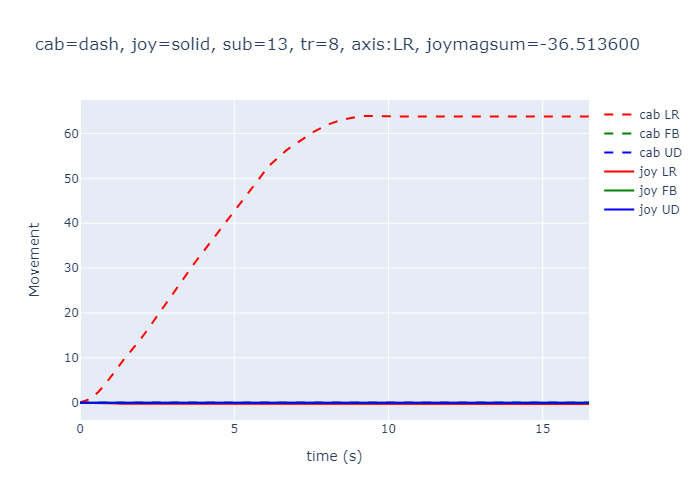 cab=dash, joy=solid, sub=13, tr=8, axis:LR, joymagsum=-36.513600
Movement
60
50
40
30
20
10
0
0
5
10
15
time (s)
cab LR
cab FB
cab UD
joy LR
joy FB
joy UD